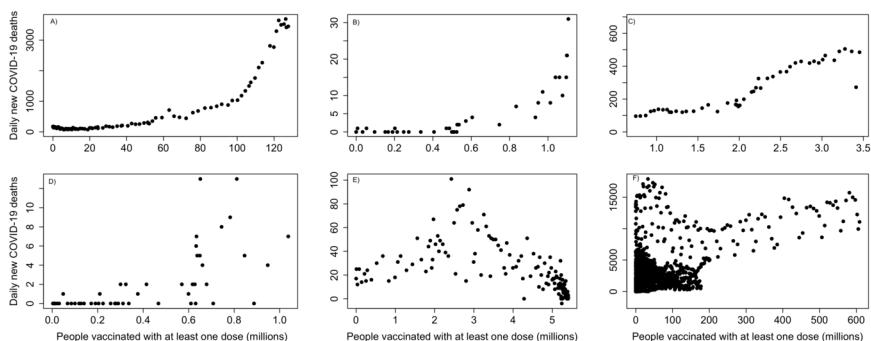 A)
Daily new COVID-19 deaths
3000
1000
0
0 20 40 60 80 100 120
B)
30
25
20
15
10
5
0
0.0 0.2 0.4 0.6 0.8 1.0
C)
600
400
200
0
1.0 1.5 2.0 2.5 3.0 3.5
D)
Daily new COVID-19 deaths
12
10
8
6
4
2
0
0.0 0.2 0.4 0.6 0.8 1.0
People vaccinated with at least one dose (millions)
E)
100
80
60
40
20
0
0 1 2 3 4 5
People vaccinated with at least one dose (millions)
F)
15000
10000
5000
0
0 100 200 300 400 500 600
People vaccinated with at least one dose (millions)